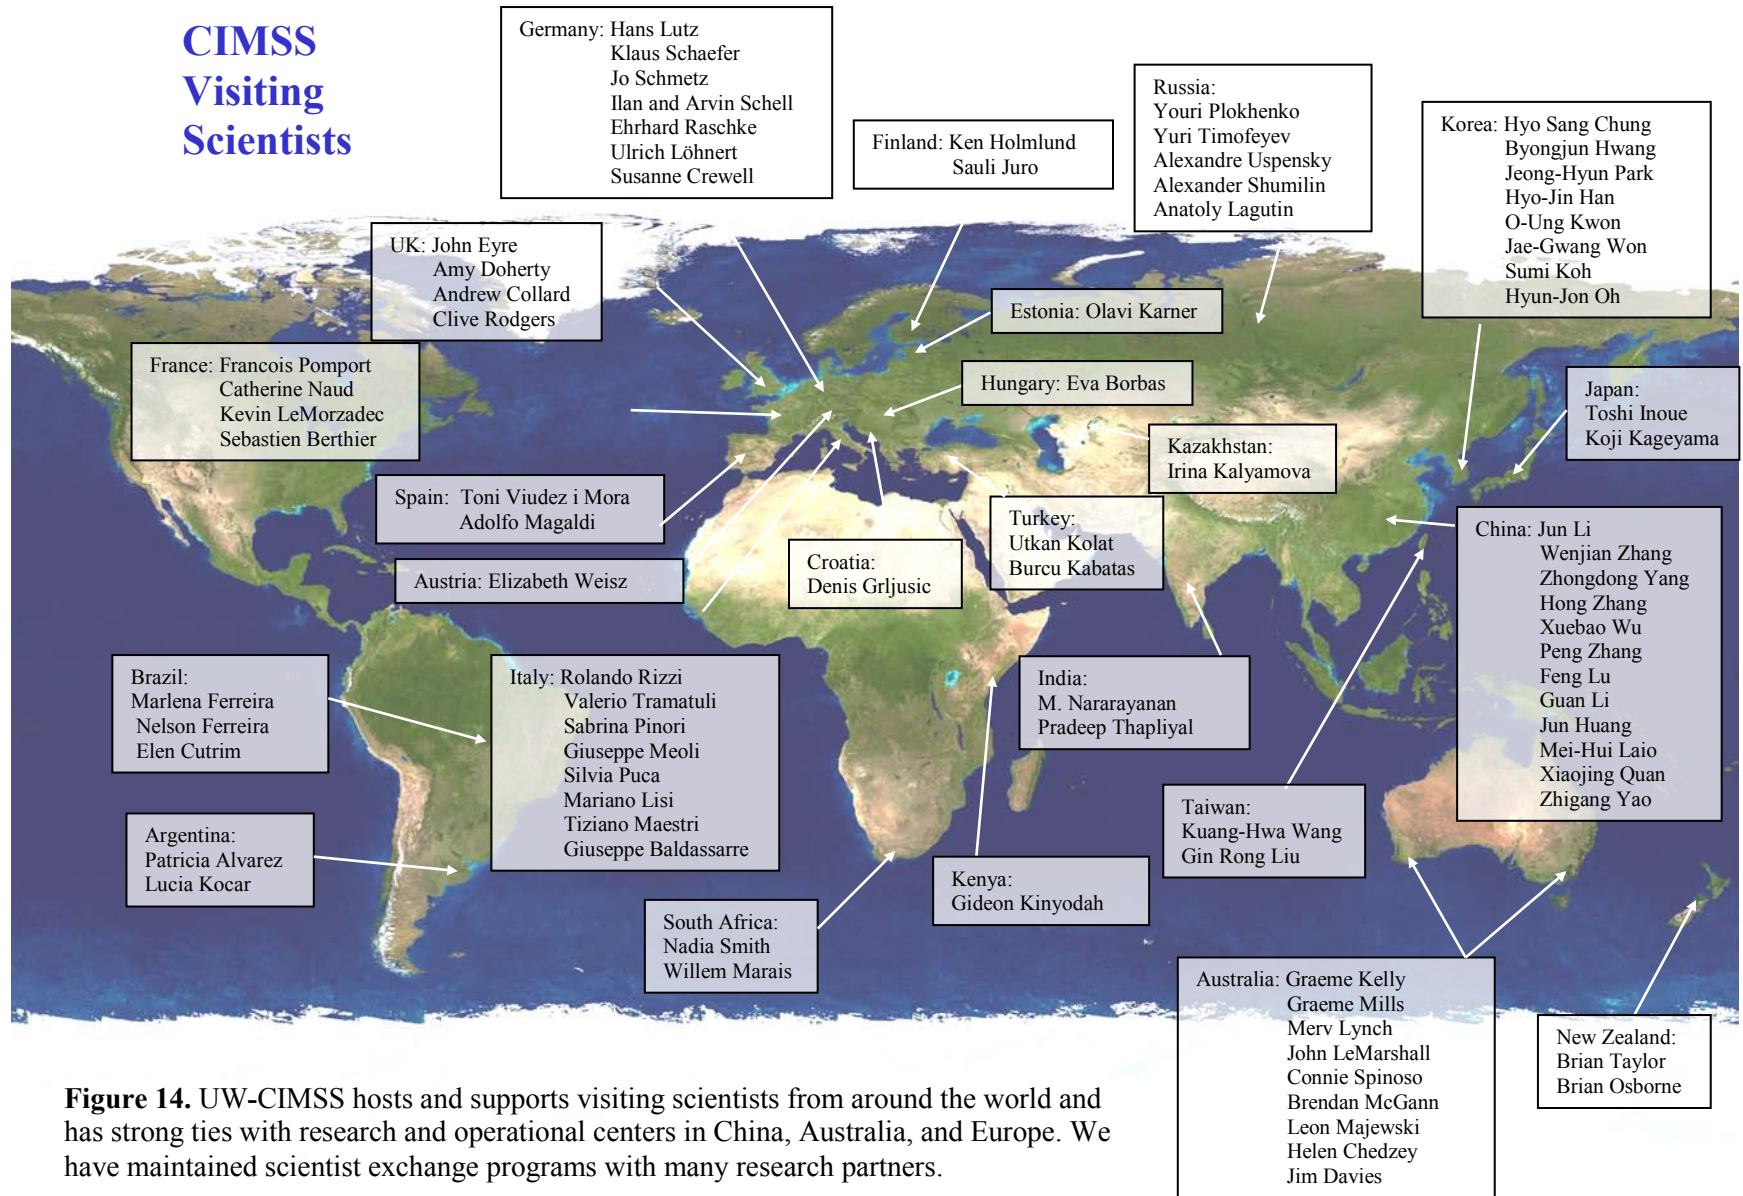 CIMSS
Visiting
Scientists
Germany: Hans Lutz
Klaus Schaefer
Jo Schmetz
Ilan and Arvin Schell
Ehrhard Raschke
Ulrich Löhnert
Susanne Crewell
Finland: Ken Holmlund
Sauli Juro
Russia:
Youri Plokhenko
Yuri Timofeyev
Alexandre Uspensky
Alexander Shumilin
Anatoly Lagutin
Korea: Hyo Sang Chung
Byongjun Hwang
Jeong-Hyun Park
Hyo-Jin Han
O-Ung Kwon
Jae-Gwang Won
Sumi Koh
Hyun-Jon Oh
UK: John Eyre
Amy Doherty
Andrew Collard
Clive Rodgers
Estonia: Olavi Karner
France: Francois Pomport
Catherine Naud
Kevin LeMorzadec
Sebastien Berthier
Hungary: Eva Borbas
Japan:
Toshi Inoue
Koji Kageyama
Kazakhstan:
Irina Kalyamova
Spain: Toni Viudez i Mora
Adolfo Magaldi
Turkey:
Utkan Kolat
Burcu Kabatas
China: Jun Li
Wenjian Zhang
Zhongdong Yang
Hong Zhang
Xuebao Wu
Peng Zhang
Feng Lu
Guan Li
Jun Huang
Mei-Hui Laio
Xiaojing Quan
Zhigang Yao
Austria: Elizabeth Weisz
Croatia:
Denis Grljusic
Brazil:
Marlena Ferreira
Nelson Ferreira
Elen Cutrim
Italy: Rolando Rizzi
Valerio Tramatuli
Sabrina Pinori
Giuseppe Meoli
Silvia Puca
Mariano Lisi
Tiziano Maestri
Giuseppe Baldassarre
India:
M. Nararayanan
Pradeep Thapliyal
Taiwan:
Kuang-Hwa Wang
Gin Rong Liu
Argentina:
Patricia Alvarez
Lucia Kocar
Kenya:
Gideon Kinyodah
South Africa:
Nadia Smith
Willem Marais
Australia: Graeme Kelly
Graeme Mills
Merv Lynch
John LeMarshall
Connie Spinoso
Brendan McGann
Leon Majewski
Helen Chedzey
Jim Davies
New Zealand:
Brian Taylor
Brian Osborne
Figure 14. UW-CIMSS hosts and supports visiting scientists from around the world and
has strong ties with research and operational centers in China, Australia, and Europe. We
have maintained scientist exchange programs with many research partners.